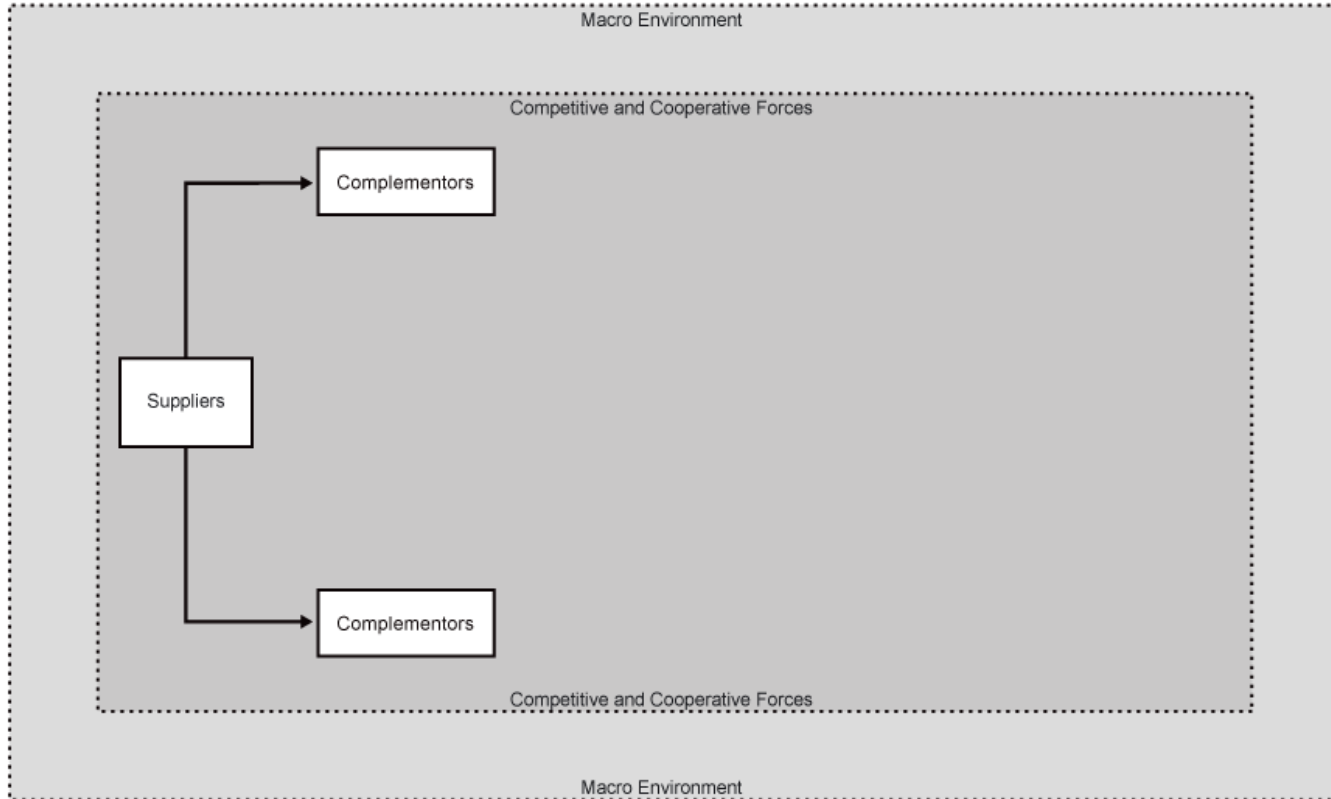 Macro Environment
Competitive and Cooperative Forces
Complementors
Suppliers
Complementors
Competitive and Cooperative Forces
Macro Environment